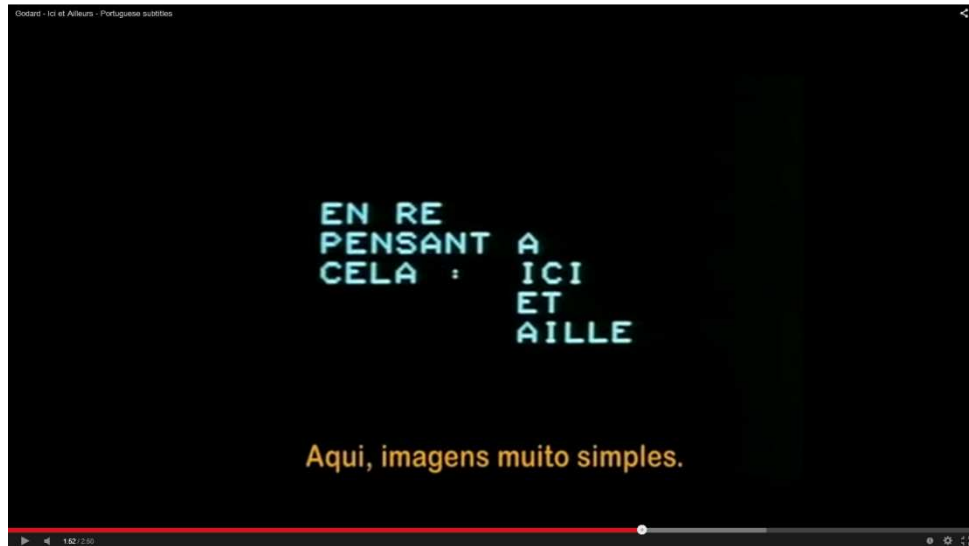 Godard - Ici et Ailleurs - Portuguese subtitles
EN RE
PENSANT A
CELA : ICI
ET
AILLE
Aqui, imagens muito simples.
1:52 / 2:50